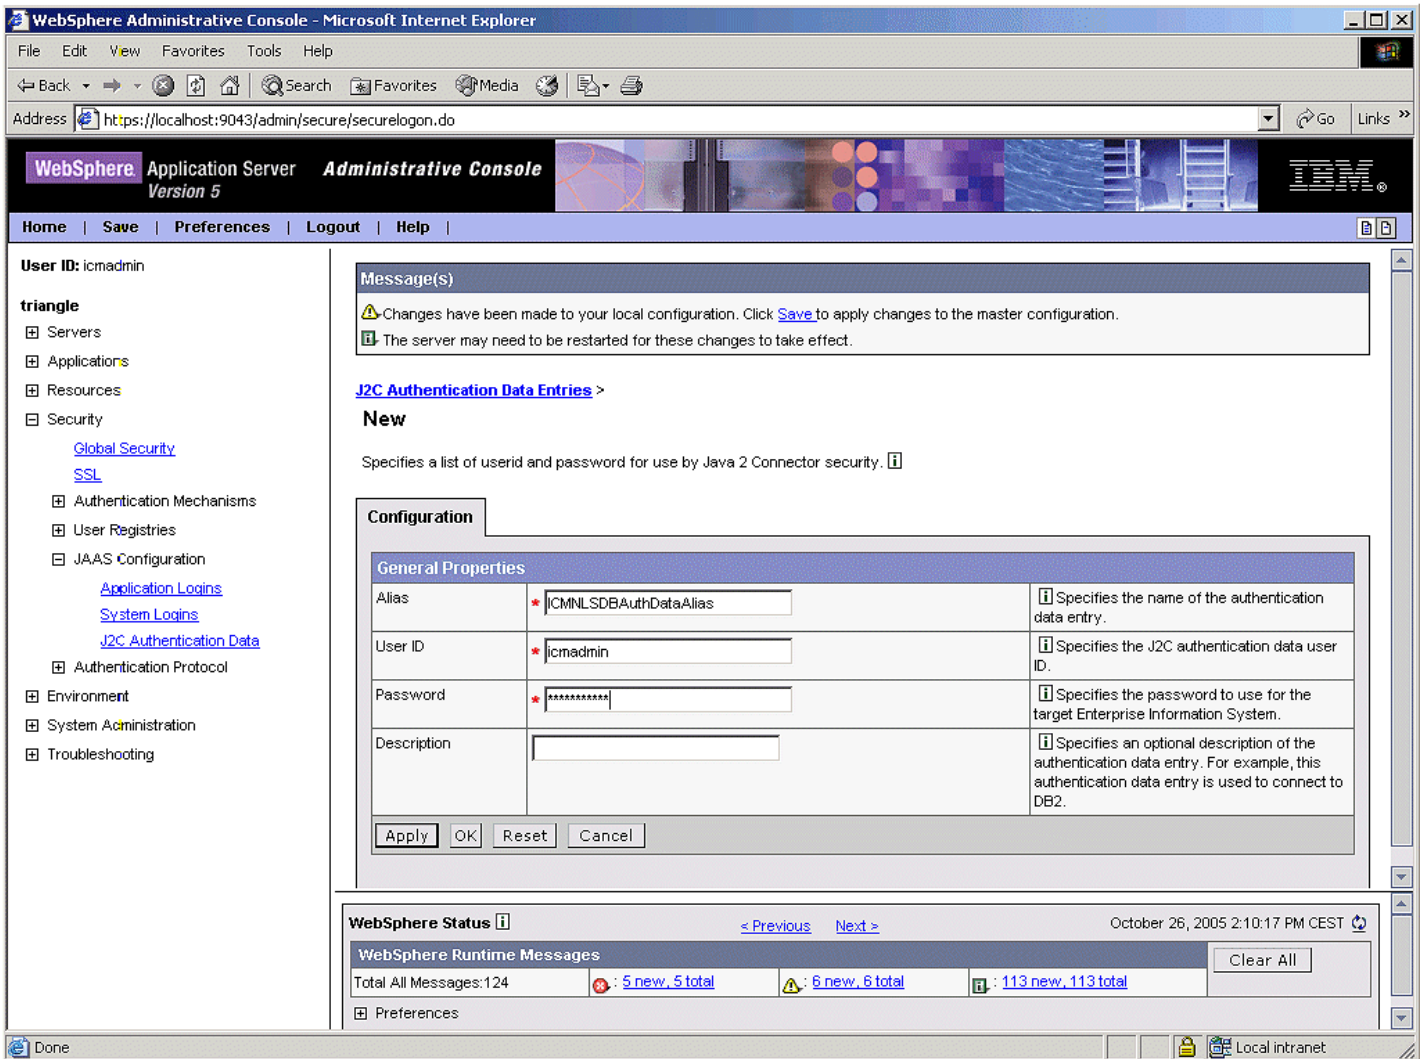 WebSphere Administrative Console - Microsoft Internet Explorer
File Edit View Favorites Tools Help
Back Search Favorites Media
Address https://localhost:9043/admin/secure/securelogon.do Go Links »
WebSphere Application Server Administrative Console
Version 5
IBM®
Home | Save | Preferences | Logout | Help |
User ID: icmadmin
triangle
Servers
Applications
Resources
Security
Global Security
SSL
Authentication Mechanisms
User Registries
JAAS Configuration
Application Logins
System Logins
J2C Authentication Data
Authentication Protocol
Environment
System Administration
Troubleshooting
Message(s)
Changes have been made to your local configuration. Click Save to apply changes to the master configuration.
The server may need to be restarted for these changes to take effect.
J2C Authentication Data Entries >
New
Specifies a list of userid and password for use by Java 2 Connector security. i
Configuration
General Properties
Alias * ICMNLSDBAuthDataAlias i Specifies the name of the authentication
data entry.
User ID * icmadmin i Specifies the J2C authentication data user
ID.
Password * *********** i Specifies the password to use for the
target Enterprise Information System.
Description i Specifies an optional description of the
authentication data entry. For example, this
authentication data entry is used to connect to
DB2.
Apply OK Reset Cancel
WebSphere Status i < Previous Next > October 26, 2005 2:10:17 PM CEST
WebSphere Runtime Messages Clear All
Total All Messages:124 : 5 new, 5 total : 6 new, 6 total : 113 new, 113 total
Preferences
Done Local intranet